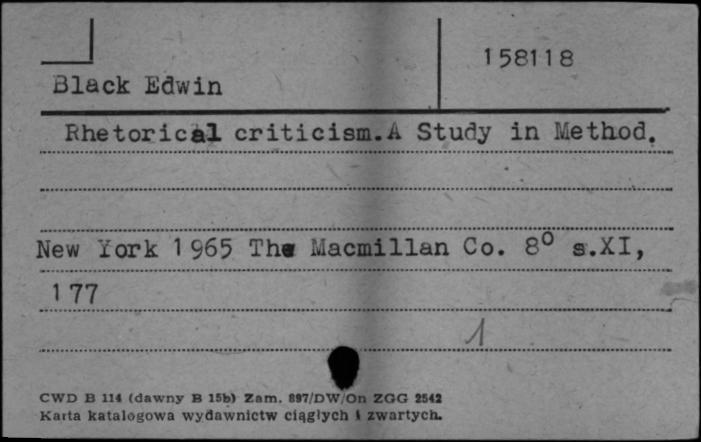 158118
Black Edwin
Rhetorical criticism.A Study in Method.
New York 1965 The Macmillan Co. 8⁰ s.XI,
177
1
CWD B 114 (dawny B 15b) Zam. 897/DW/On ZGG 2542
Karta katalogowa wydawnictw ciągłych i zwartych.